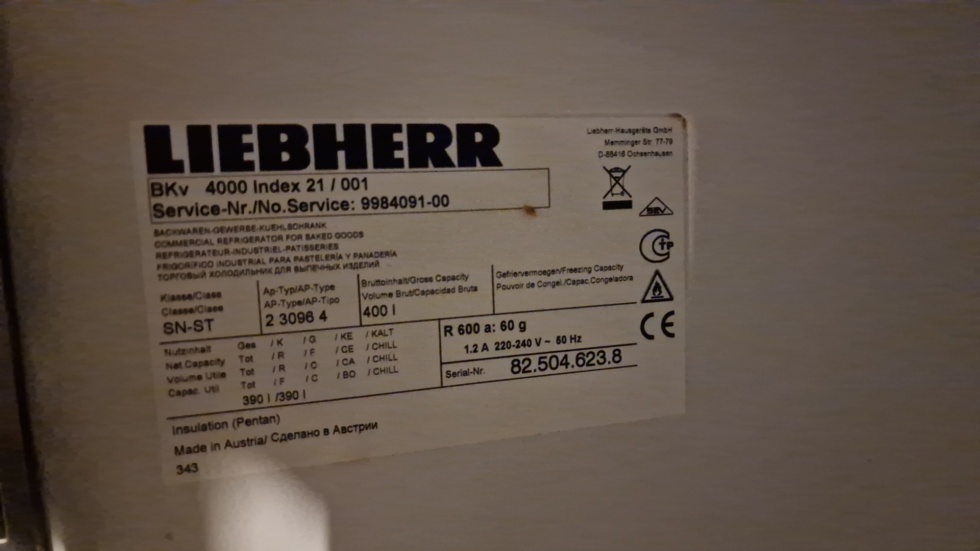 LIEBHERR
Liebherr-Hausgeräte GmbH
Memminger Str. 77-79
D-88416 Ochsenhausen
BKv 4000 Index 21 / 001
Service-Nr./No.Service: 9984091-00
BACKWAREN-GEWERBE-KUEHLSCHRANK
COMMERCIAL REFRIGERATOR FOR BAKED GOODS
REFRIGERATEUR-INDUSTRIEL-PATISSERIES
FRIGORIFICO INDUSTRIAL PARA PASTELERÍA Y PANADERÍA
ТОРГОВЫЙ ХОЛОДИЛЬНИК ДЛЯ ВЫПЕЧНЫХ ИЗДЕЛИЙ
SEV
Klasse/Class
Classe/Clase
SN-ST
Ap-Typ/AP-Type
AP-Type/AP-Tipo
2 3096 4
Bruttoinhalt/Gross Capacity
Volume Brut/Capacidad Bruta
400 l
Gefriervermoegen/Freezing Capacity
Pouvoir de Congel./Capac.Congeladora
Nutzinhalt Ges / K / G / KE / KALT
Net.Capacity Tot / R / F / CE / CHILL
Volume Utile Tot / R / C / CA / CHILL
Capac. Util Tot / F / C / BO / CHILL
390 l /390 l
R 600 a: 60 g
1.2 A 220-240 V ~ 50 Hz
Serial-Nr. 82.504.623.8
CE
Insulation (Pentan)
Made in Austria/ Сделано в Австрии
343